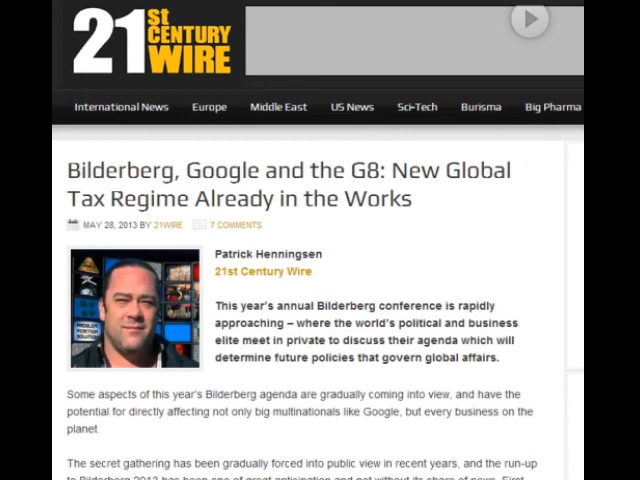 21st CENTURY WIRE
International News Europe Middle East US News Sci-Tech Burisma Big Pharma
Bilderberg, Google and the G8: New Global
Tax Regime Already in the Works
MAY 28, 2013 BY 21WIRE 7 COMMENTS
Patrick Henningsen
21st Century Wire
This year's annual Bilderberg conference is rapidly
approaching – where the world's political and business
elite meet in private to discuss their agenda which will
determine future policies that govern global affairs.
PROBLEM
REACTION
SOLUTION
Some aspects of this year's Bilderberg agenda are gradually coming into view, and have the
potential for directly affecting not only big multinationals like Google, but every business on the
planet.
The secret gathering has been gradually forced into public view in recent years, and the run-up
to Bilderberg 2013 has been one of great anticipation and not without its share of news. First